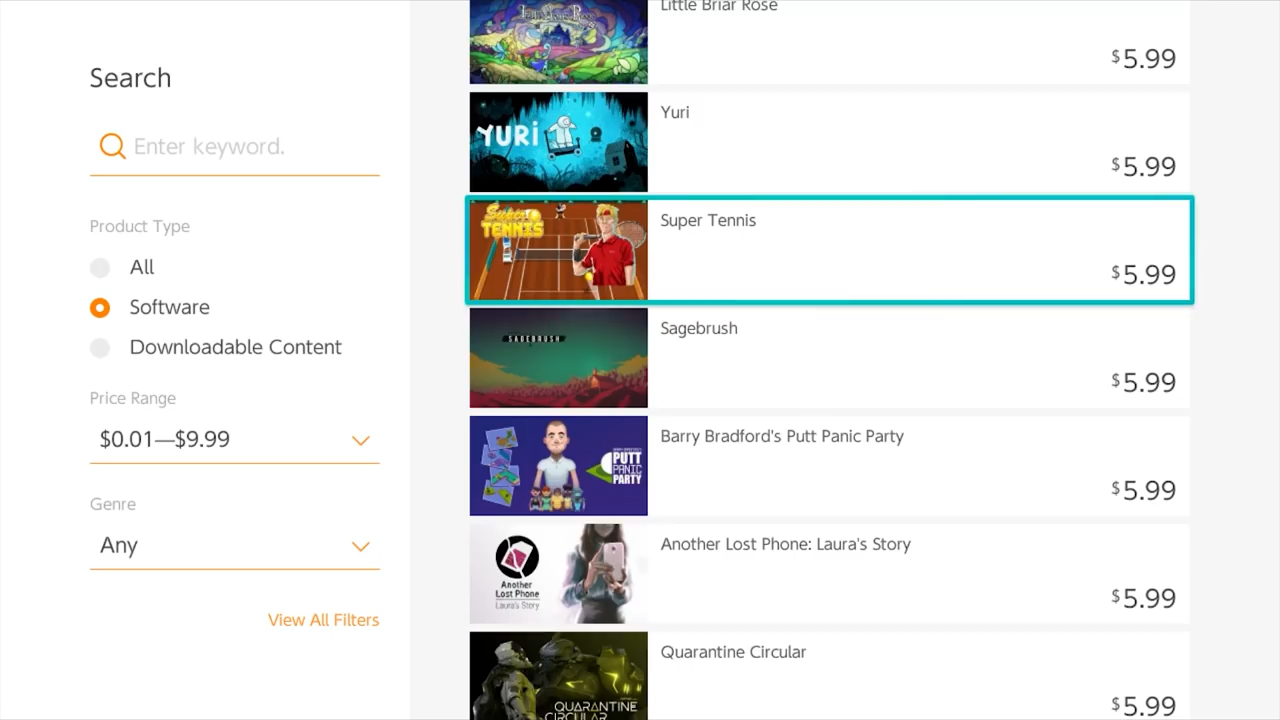 Search
Enter keyword.
Product Type
All
Software
Downloadable Content
Price Range
$0.01—$9.99
Genre
Any
View All Filters
Little Briar Rose
$5.99
YURI
Yuri
$5.99
Super
TENNIS
Super Tennis
$5.99
SAGEBRUSH
Sagebrush
$5.99
PUTT
PANIC
PARTY
Barry Bradford's Putt Panic Party
$5.99
Another
Lost Phone
Laura's Story
Another Lost Phone: Laura's Story
$5.99
QUARANTINE
CIRCULAR
Quarantine Circular
$5.99